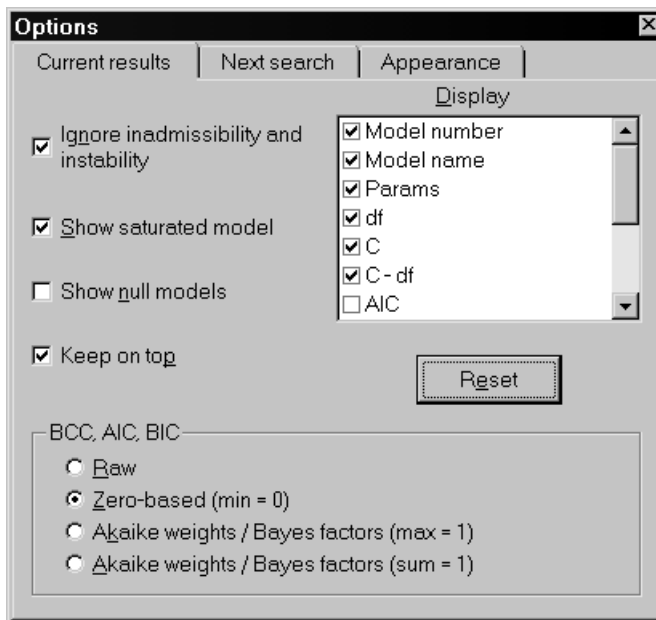 Options
Current results
Next search
Appearance
Display
Ignore inadmissibility and
instability
Show saturated model
Show null models
Keep on top
Model number
Model name
Params
df
C
C - df
AIC
Reset
BCC, AIC, BIC
Raw
Zero-based (min = 0)
Akaike weights / Bayes factors (max = 1)
Akaike weights / Bayes factors (sum = 1)